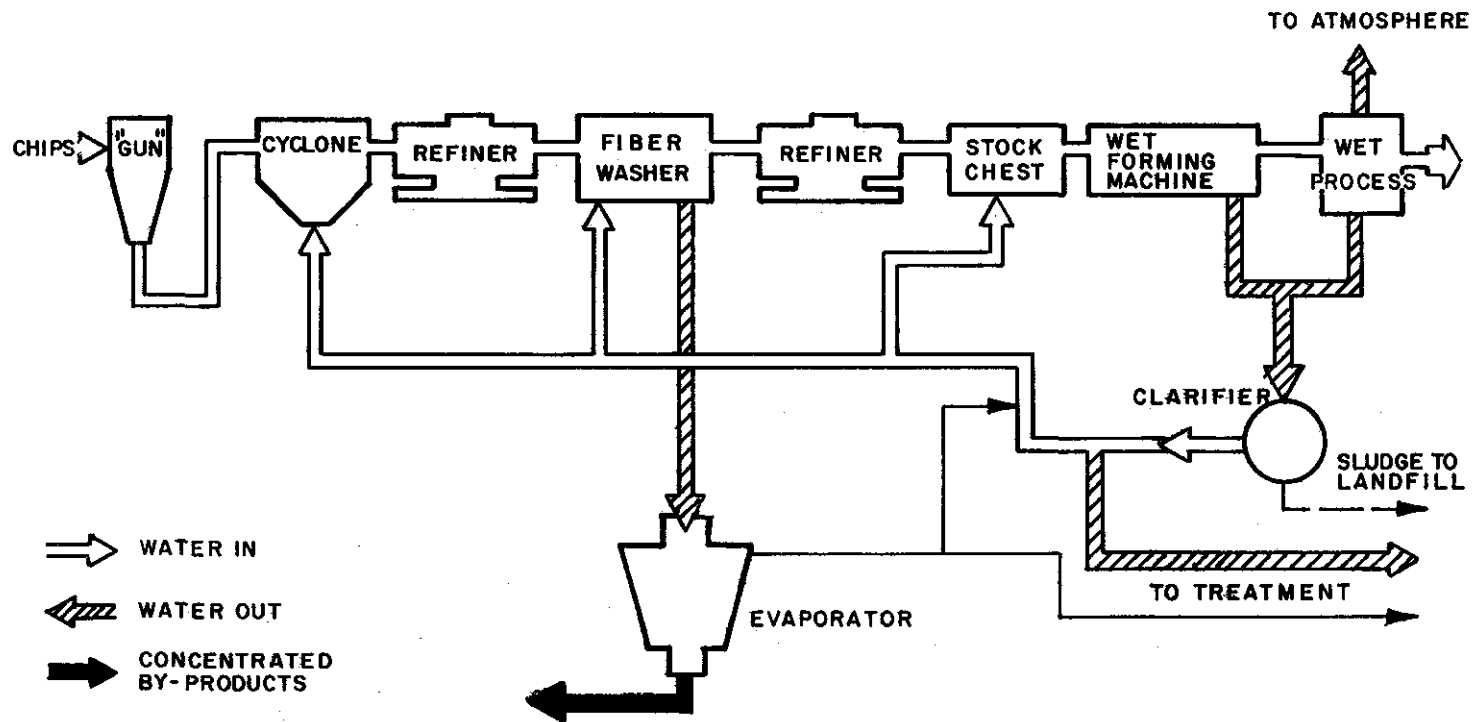 TO ATMOSPHERE
CHIPS
"GUN"
CYCLONE
REFINER
FIBER
WASHER
REFINER
STOCK
CHEST
WET
FORMING
MACHINE
WET
PROCESS
CLARIFIER
SLUDGE TO
LANDFILL
WATER IN
WATER OUT
CONCENTRATED
BY-PRODUCTS
EVAPORATOR
TO TREATMENT